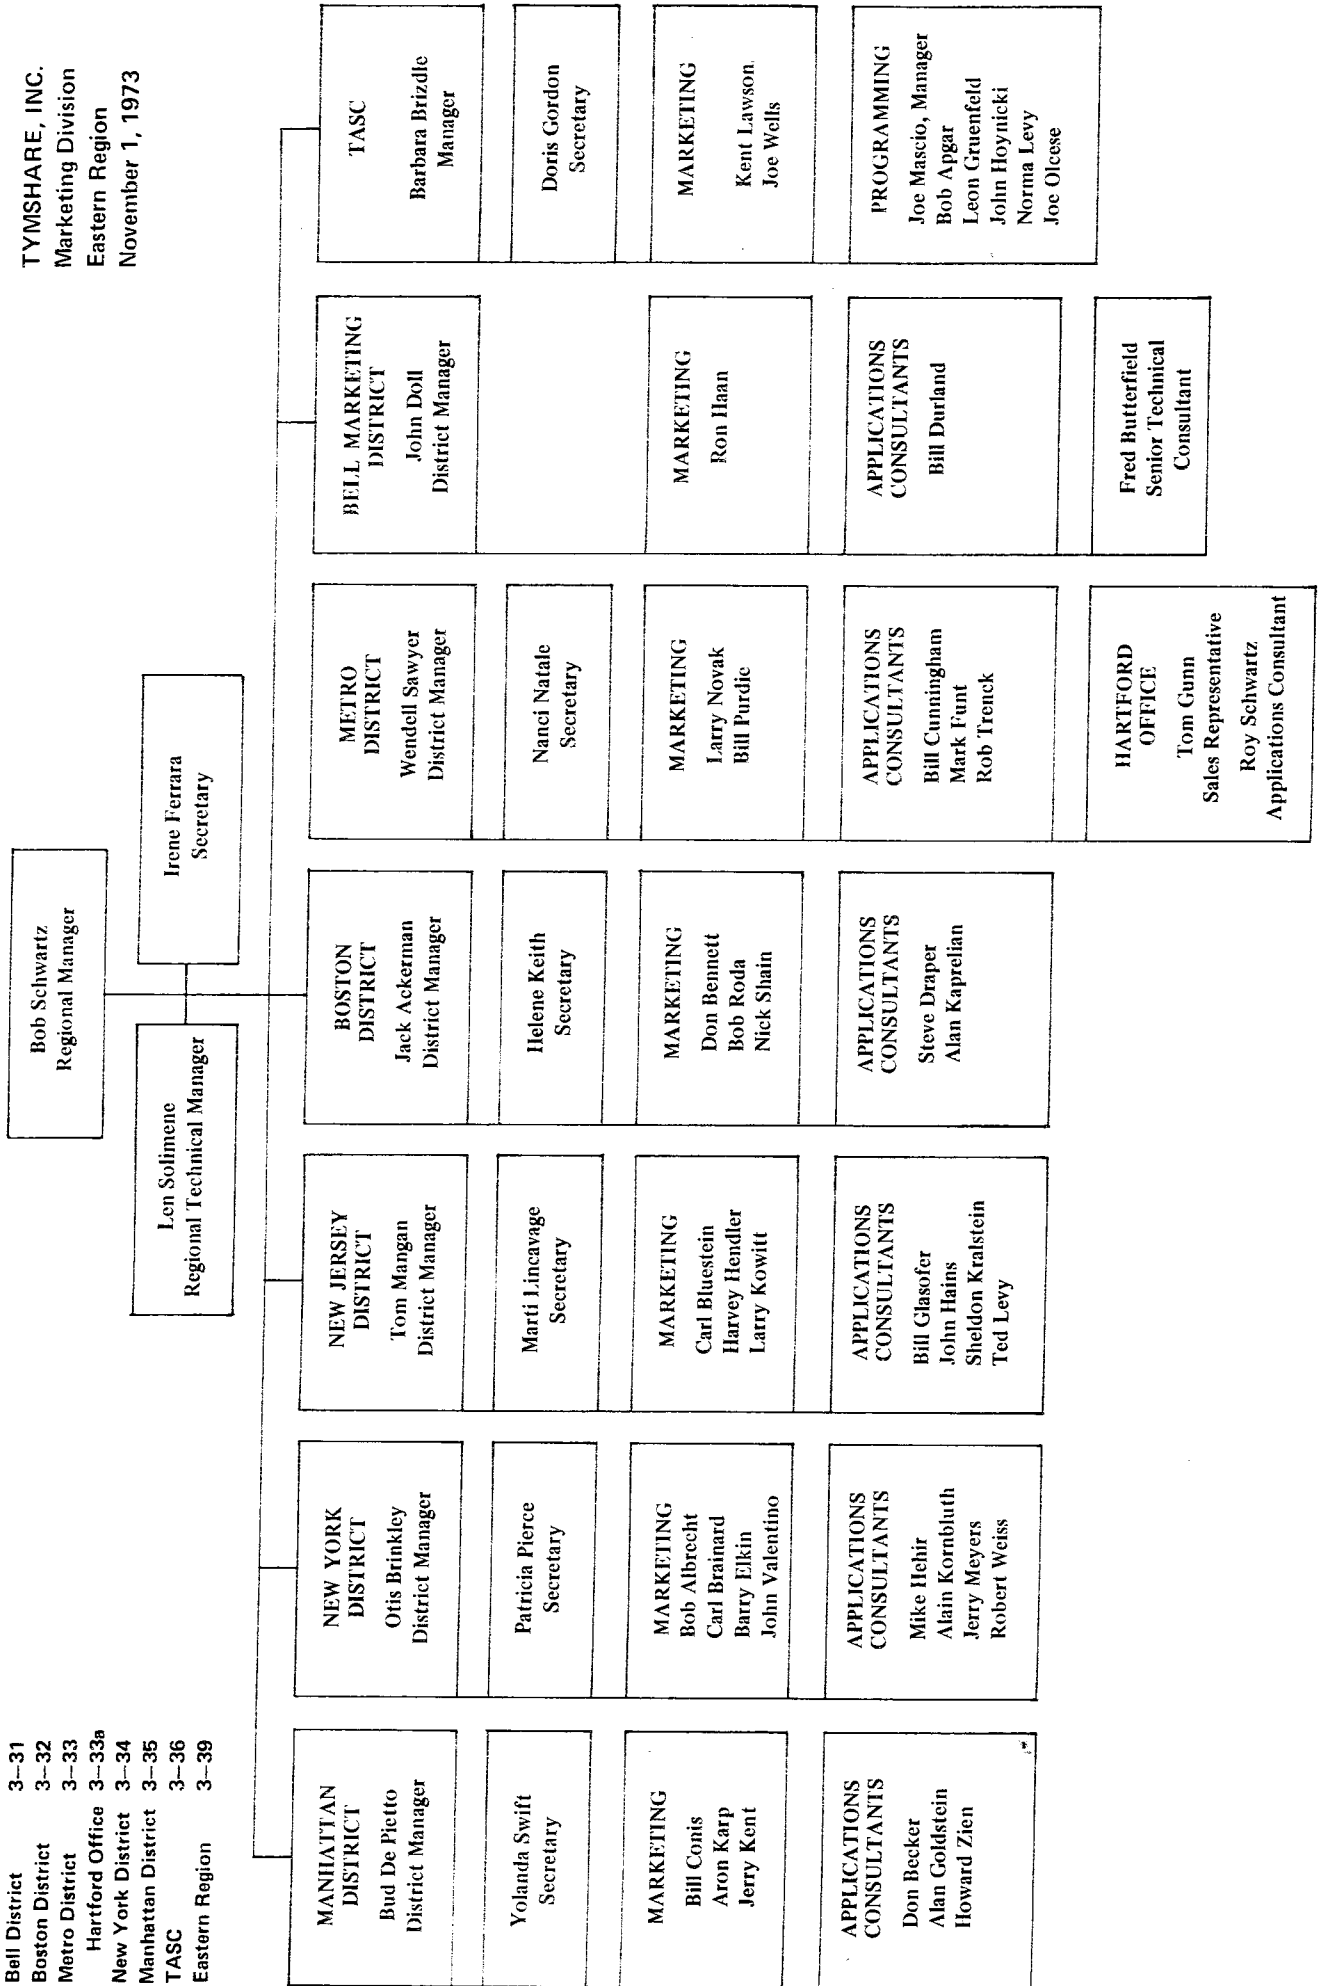 Bell District 3-31
Boston District 3-32
Metro District 3-33
Hartford Office 3-33a
New York District 3-34
Manhattan District 3-35
TASC 3-36
Eastern Region 3-39
TYMSHARE, INC.
Marketing Division
Eastern Region
November 1, 1973
Bob Schwartz
Regional Manager
Len Solimene
Regional Technical Manager
Irene Ferrara
Secretary
MANHATTAN
DISTRICT
Bud De Pietto
District Manager
Yolanda Swift
Secretary
MARKETING
Bill Conis
Aron Karp
Jerry Kent
APPLICATIONS
CONSULTANTS
Don Becker
Alan Goldstein
Howard Zien
NEW YORK
DISTRICT
Otis Brinkley
District Manager
Patricia Pierce
Secretary
MARKETING
Bob Albrecht
Carl Brainard
Barry Elkin
John Valentino
APPLICATIONS
CONSULTANTS
Mike Hehir
Alain Kornbluth
Jerry Meyers
Robert Weiss
NEW JERSEY
DISTRICT
Tom Mangan
District Manager
Marti Lincavage
Secretary
MARKETING
Carl Bluestein
Harvey Hendler
Larry Kowitt
APPLICATIONS
CONSULTANTS
Bill Glasofer
John Hains
Sheldon Kralstein
Ted Levy
BOSTON
DISTRICT
Jack Ackerman
District Manager
Helene Keith
Secretary
MARKETING
Don Bennett
Bob Roda
Nick Shain
APPLICATIONS
CONSULTANTS
Steve Draper
Alan Kaprelian
METRO
DISTRICT
Wendell Sawyer
District Manager
Nanci Natale
Secretary
MARKETING
Larry Novak
Bill Purdie
APPLICATIONS
CONSULTANTS
Bill Cunningham
Mark Funt
Rob Trenck
HARTFORD
OFFICE
Tom Gunn
Sales Representative
Roy Schwartz
Applications Consultant
BELL MARKETING
DISTRICT
John Doll
District Manager
MARKETING
Ron Haan
APPLICATIONS
CONSULTANTS
Bill Durland
Fred Butterfield
Senior Technical
Consultant
TASC
Barbara Brizdle
Manager
Doris Gordon
Secretary
MARKETING
Kent Lawson
Joe Wells
PROGRAMMING
Joe Mascio, Manager
Bob Apgar
Leon Gruenfeld
John Hoynicki
Norma Levy
Joe Olcese